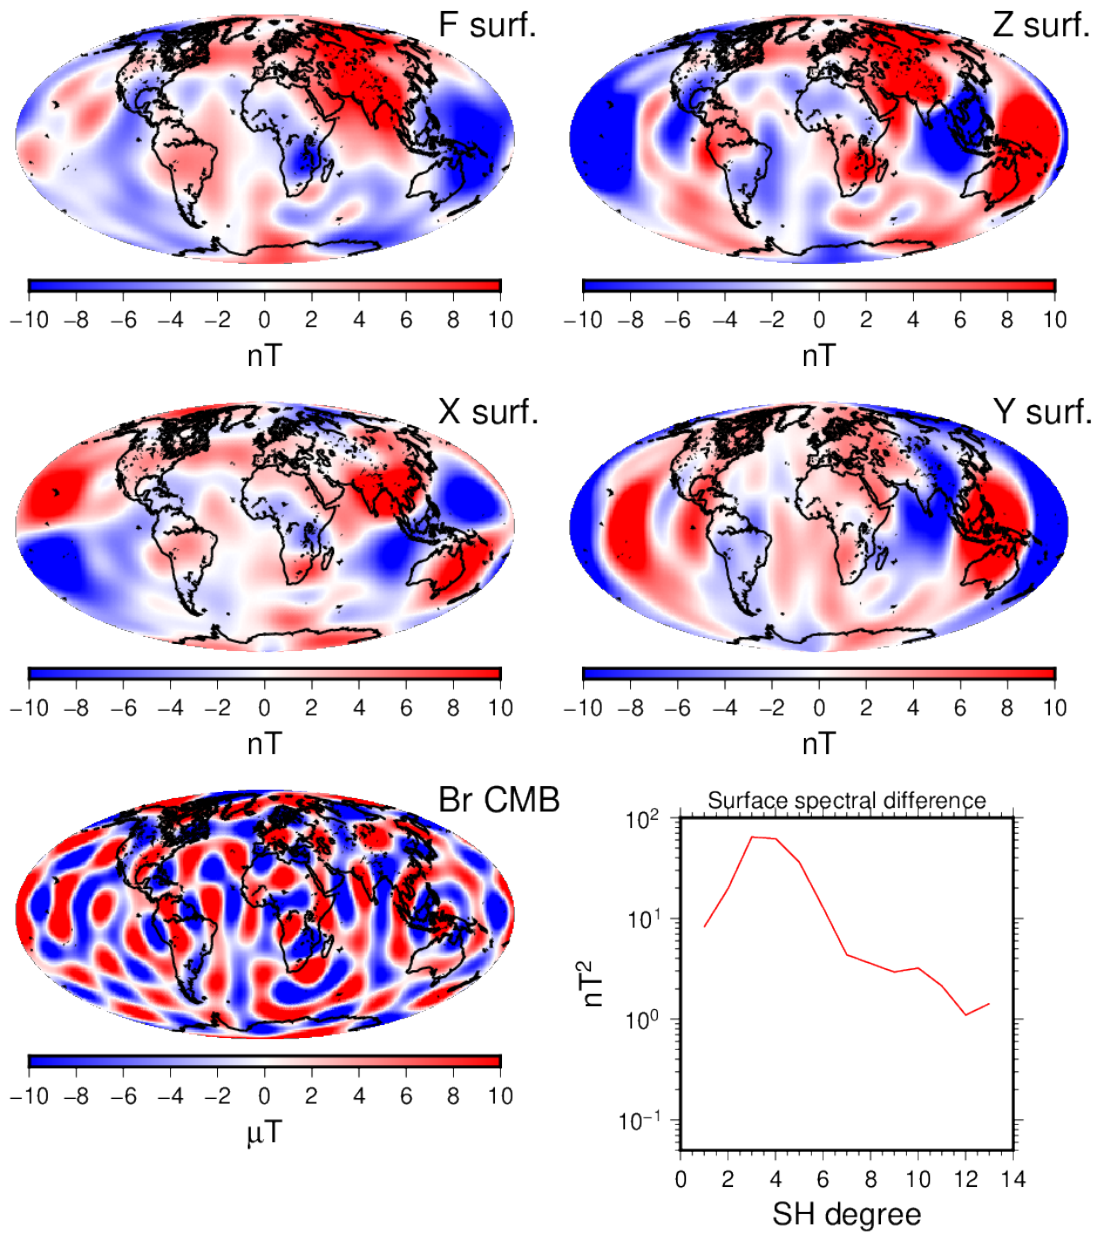 F surf.
Z surf.
−10 −8 −6 −4 −2 0 2 4 6 8 10
nT
−10 −8 −6 −4 −2 0 2 4 6 8 10
nT
X surf.
Y surf.
−10 −8 −6 −4 −2 0 2 4 6 8 10
nT
−10 −8 −6 −4 −2 0 2 4 6 8 10
nT
Br CMB
−10 −8 −6 −4 −2 0 2 4 6 8 10
μT
Surface spectral difference
10²
10¹
10⁰
10⁻¹
nT²
0 2 4 6 8 10 12 14
SH degree